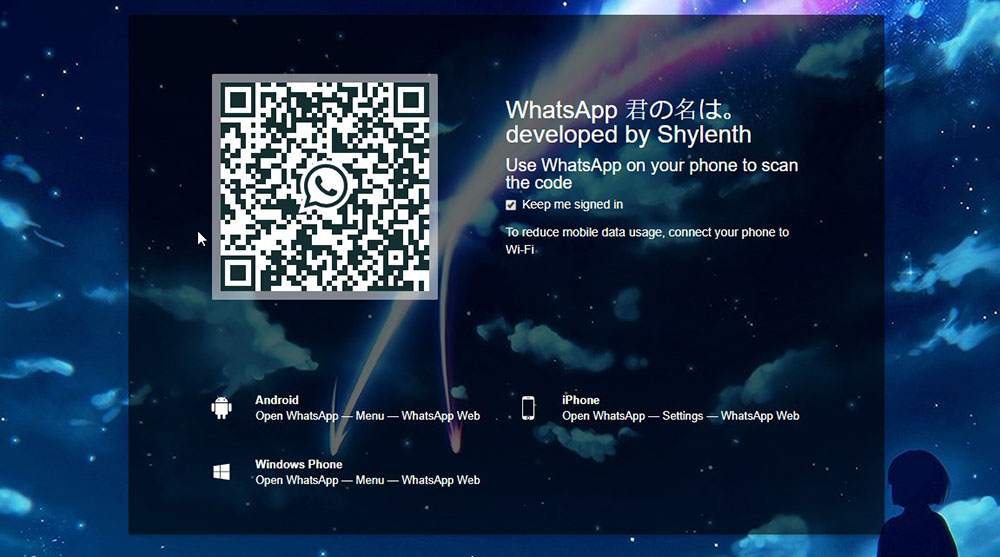 WhatsApp 君の名は。
developed by Shylenth
Use WhatsApp on your phone to scan
the code
Keep me signed in
To reduce mobile data usage, connect your phone to
Wi-Fi
Android
Open WhatsApp — Menu — WhatsApp Web
iPhone
Open WhatsApp — Settings — WhatsApp Web
Windows Phone
Open WhatsApp — Menu — WhatsApp Web